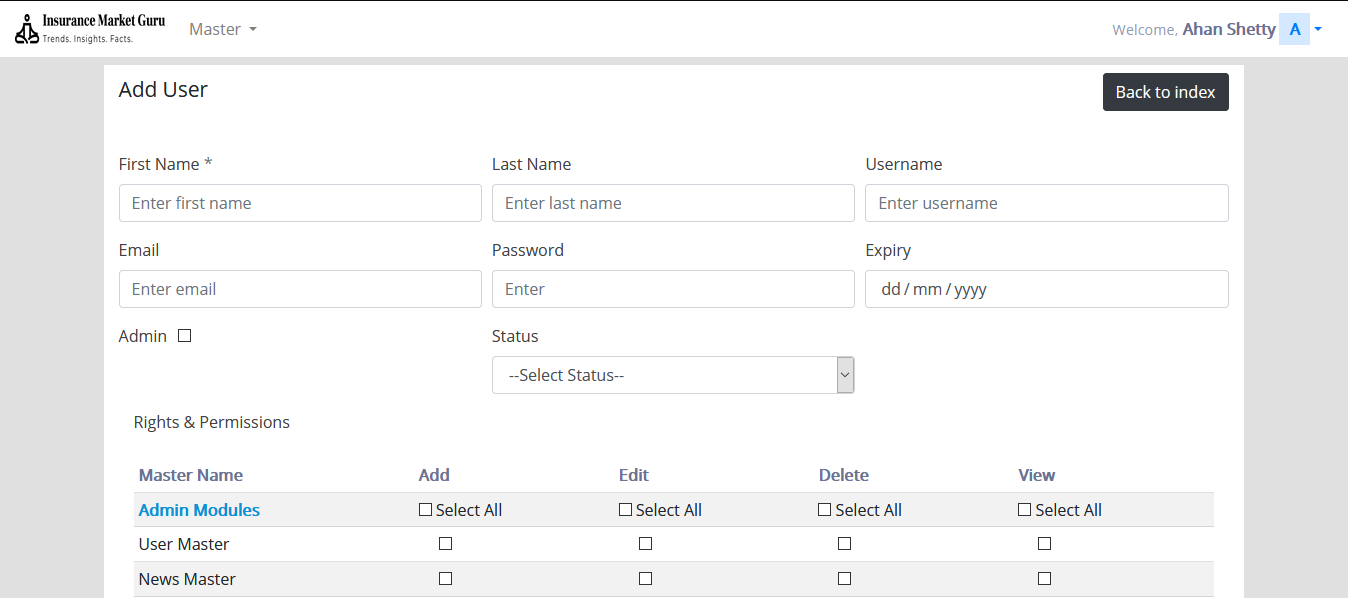 Insurance Market Guru
Trends. Insights. Facts.
Master
Welcome, Ahan Shetty A
Add User
Back to index
First Name * Last Name Username
Enter first name Enter last name Enter username
Email Password Expiry
Enter email Enter dd / mm / yyyy
Admin Status
--Select Status--
Rights & Permissions
Master Name Add Edit Delete View
Admin Modules Select All Select All Select All Select All
User Master
News Master